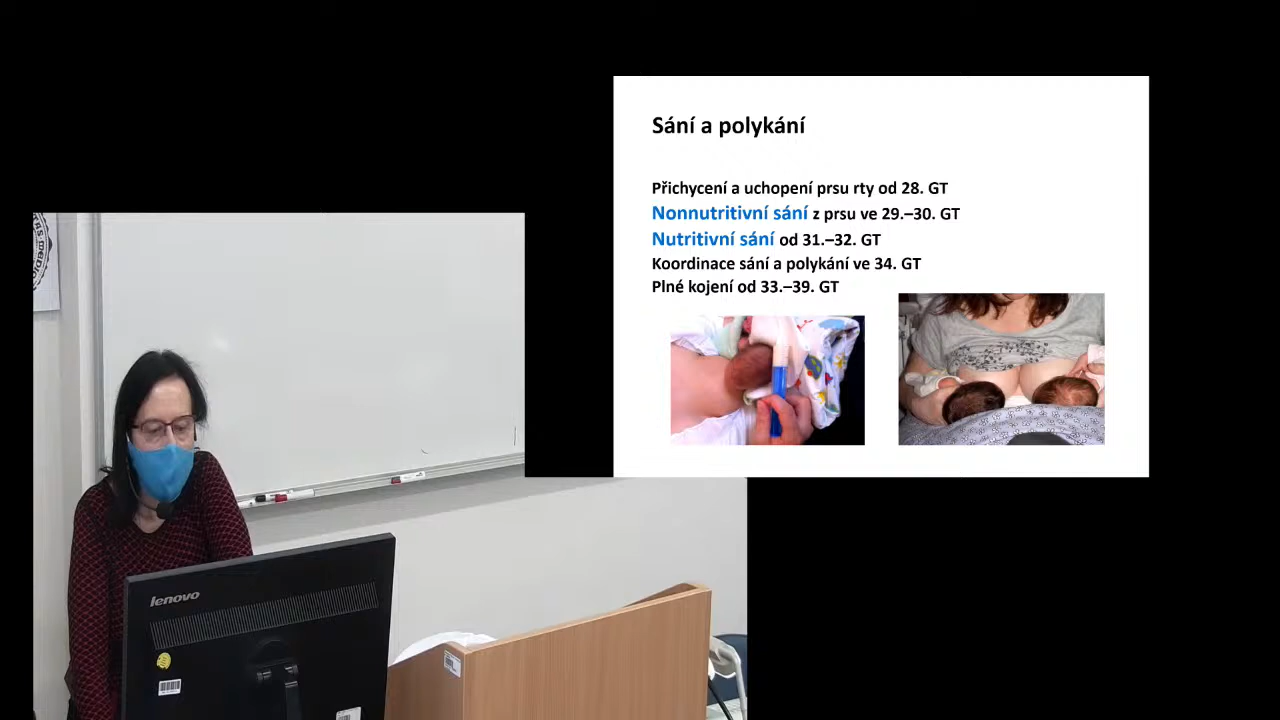 Sání a polykání
Přichycení a uchopení prsu rty od 28. GT
Nonnutritivní sání z prsu ve 29.–30. GT
Nutritivní sání od 31.–32. GT
Koordinace sání a polykání ve 34. GT
Plné kojení od 33.–39. GT
lenovo